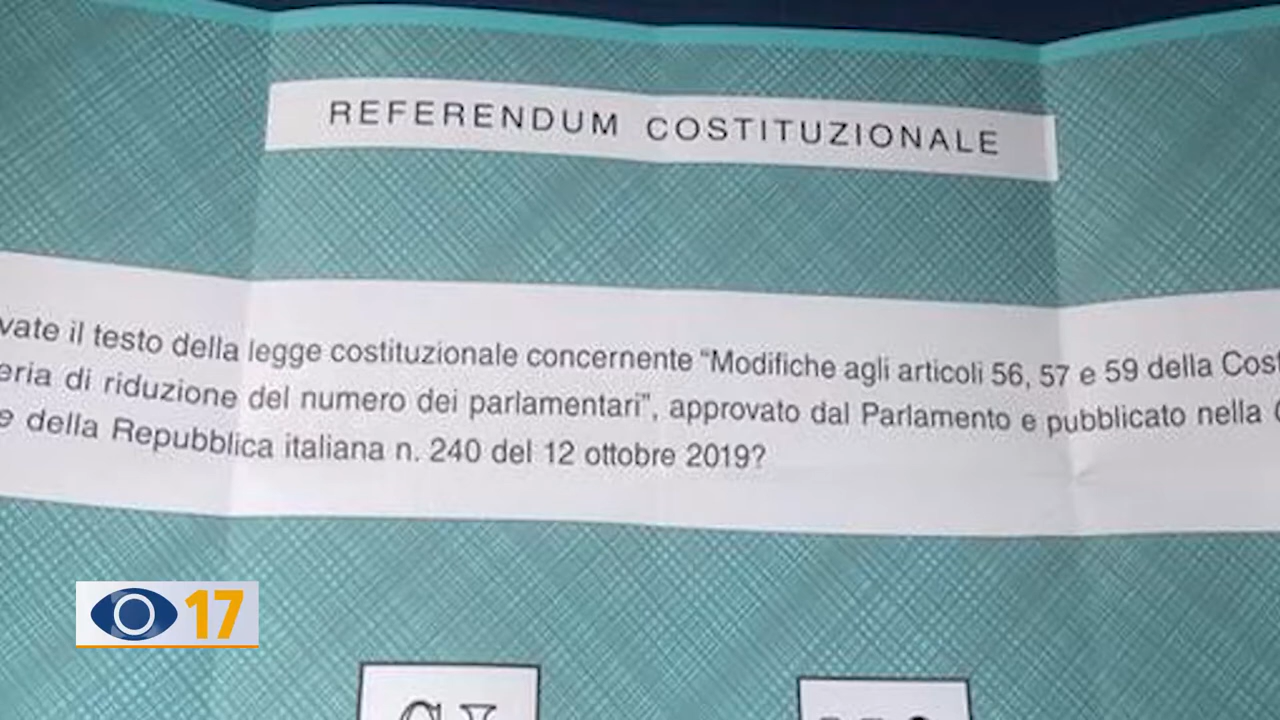 REFERENDUM COSTITUZIONALE
vate il testo della legge costituzionale concernente “Modifiche agli articoli 56, 57 e 59 della Cost
eria di riduzione del numero dei parlamentari”, approvato dal Parlamento e pubblicato nella
e della Repubblica italiana n. 240 del 12 ottobre 2019?
17